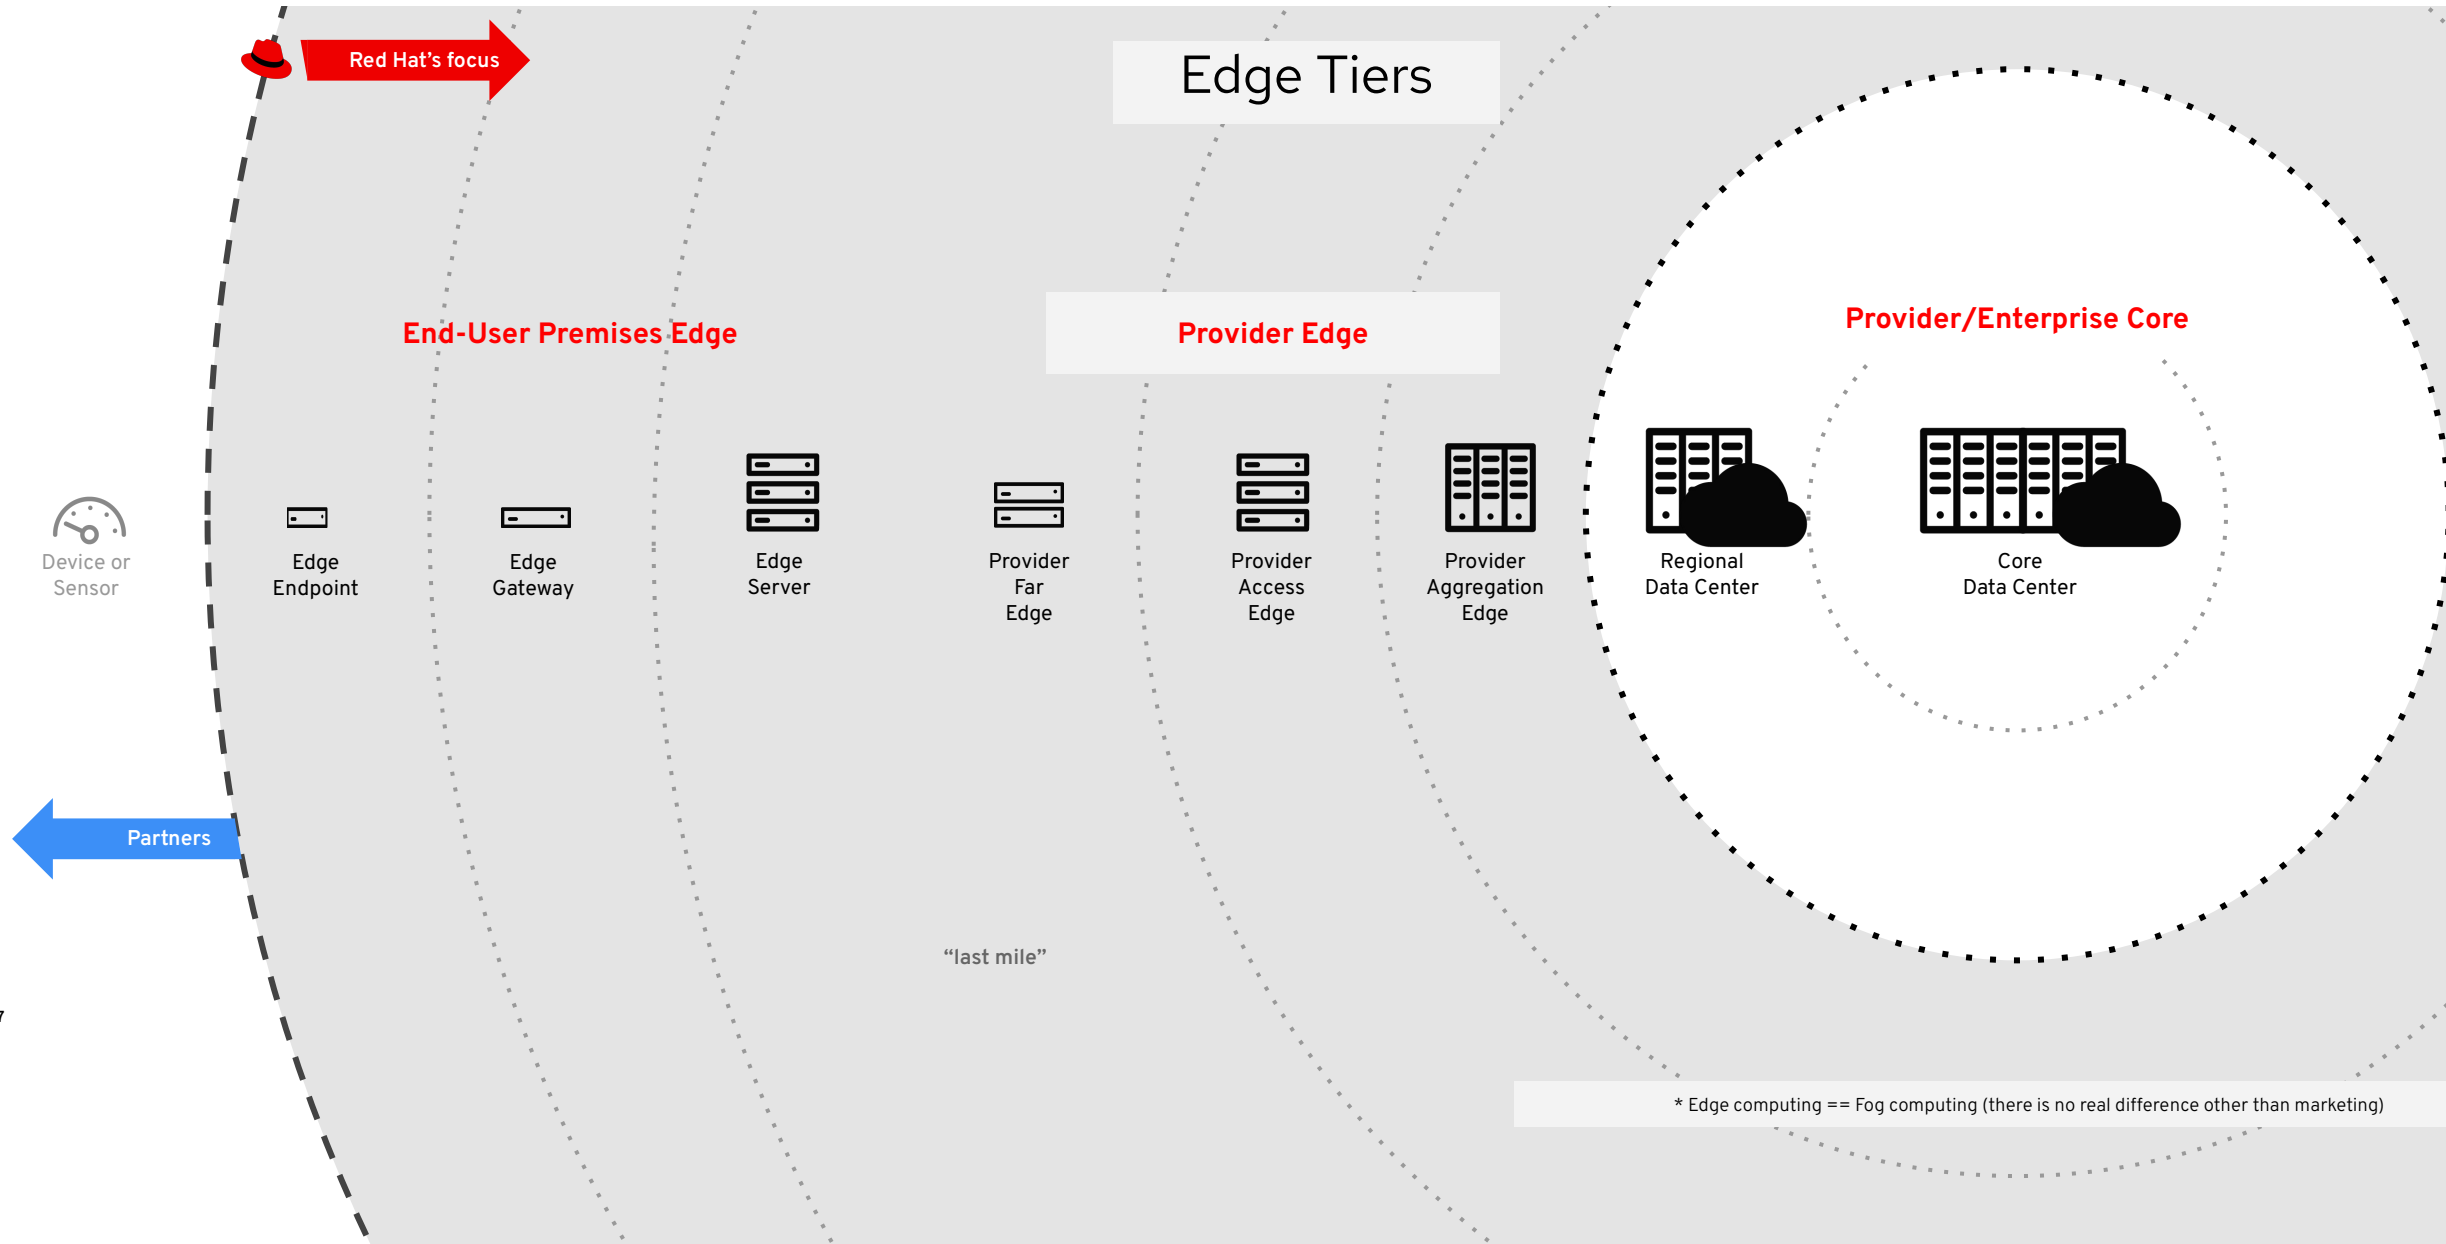 Red Hat’s focus
Edge Tiers
End-User Premises Edge
Provider Edge
Provider/Enterprise Core
Device or
Sensor
Edge
Endpoint
Edge
Gateway
Edge
Server
Provider
Far
Edge
Provider
Access
Edge
Provider
Aggregation
Edge
Regional
Data Center
Core
Data Center
Partners
“last mile”
* Edge computing == Fog computing (there is no real difference other than marketing)